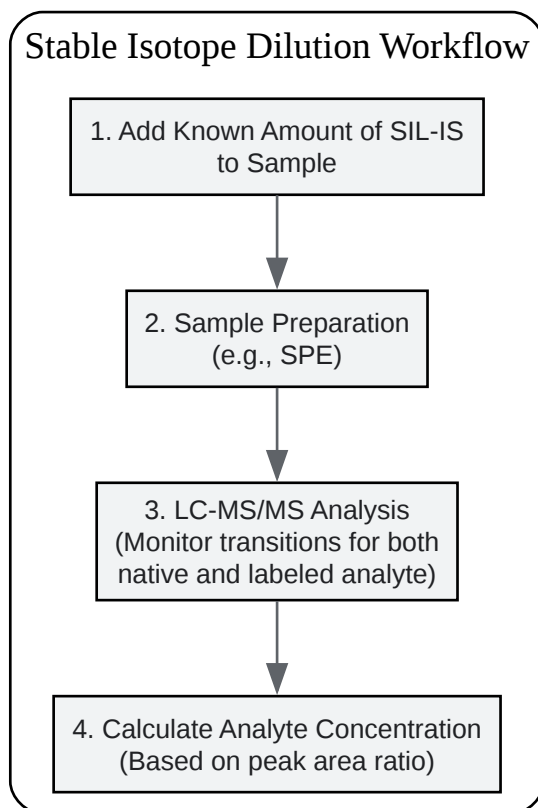 Stable Isotope Dilution Workflow
1. Add Known Amount of SIL-IS
to Sample
2. Sample Preparation
(e.g., SPE)
3. LC-MS/MS Analysis
(Monitor transitions for both
native and labeled analyte)
4. Calculate Analyte Concentration
(Based on peak area ratio)